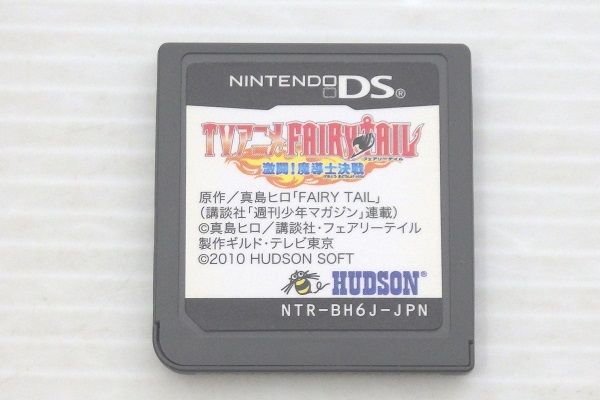 NINTENDO DS®
TVアニメ FAIRY TAIL
フェアリーテイル
激闘!魔導士決戦
原作／真島ヒロ「FAIRY TAIL」
(講談社「週刊少年マガジン」連載)
©真島ヒロ／講談社・フェアリーテイル
製作ギルド・テレビ東京
©2010 HUDSON SOFT
HUDSON®
NTR-BH6J-JPN